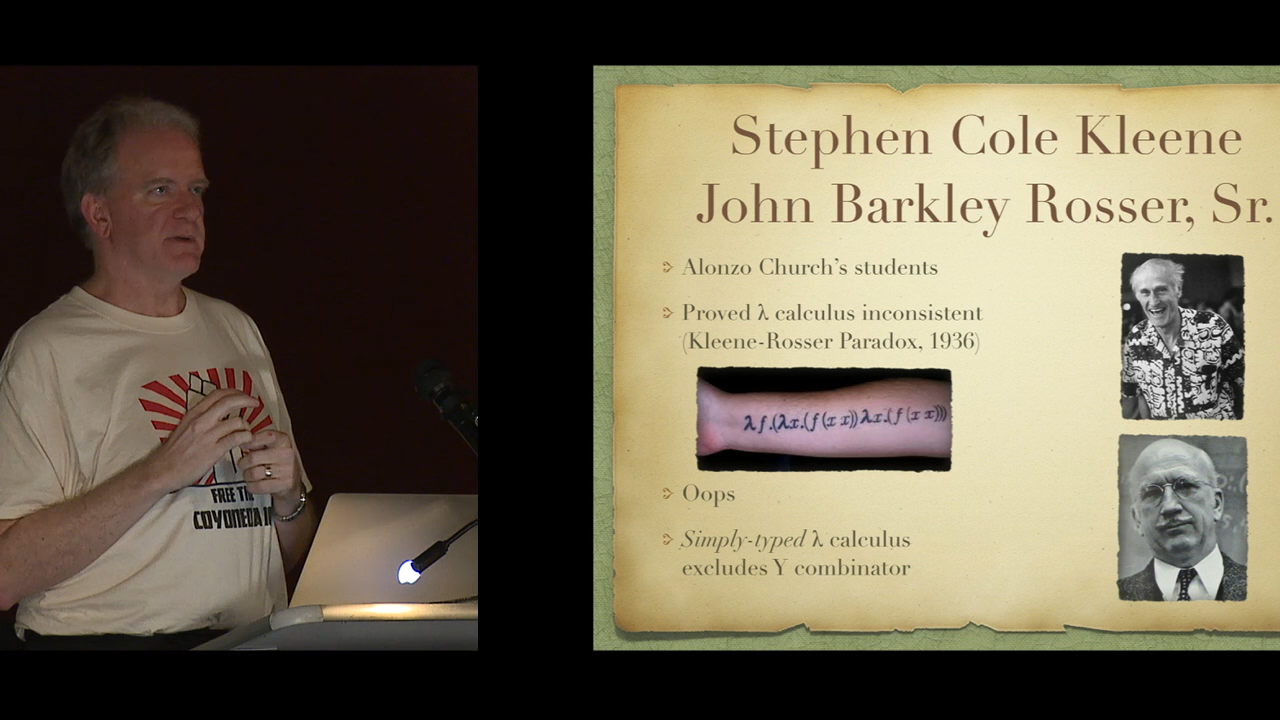 FREE TH
COYONEDA
Stephen Cole Kleene
John Barkley Rosser, Sr.
Alonzo Church's students
Proved λ calculus inconsistent
(Kleene-Rosser Paradox, 1936)
λf.(λx.(f(x x))λx.(f(x x)))
Oops
Simply-typed λ calculus
excludes Y combinator